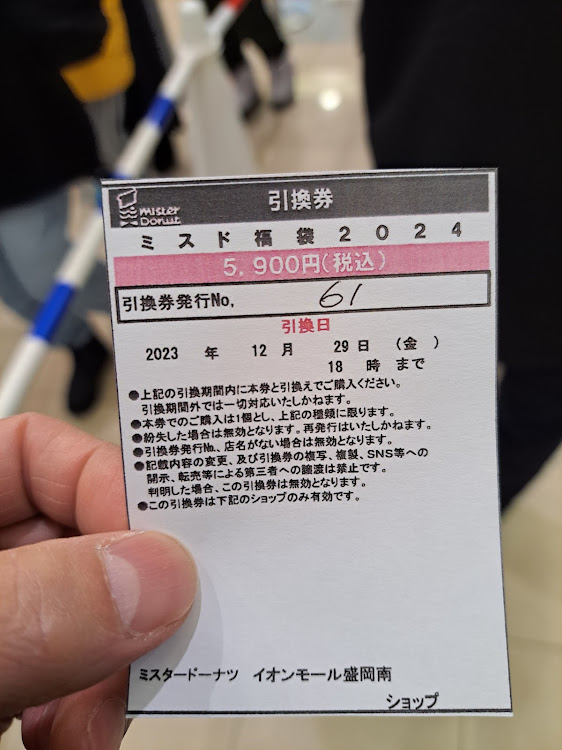 mister Donut
引換券
ミスド福袋2024
5,900円(税込)
引換券発行No, 61
引換日
2023 年 12 月 29 日 (金)
18 時 まで
●上記の引換期間内に本券と引換えでご購入ください。
引換期間外では一切対応いたしかねます。
●本券でのご購入は1個とし、上記の種類に限ります。
●紛失した場合は無効となります。再発行はいたしかねます。
●引換券発行No、店名がない場合は無効となります。
●記載内容の変更、及び引換券の複写、複製、SNS等への
開示、転売等による第三者への譲渡は禁止です。
判明した場合、この引換券は無効となります。
●この引換券は下記のショップのみ有効です。
ミスタードーナツ イオンモール盛岡南
ショップ